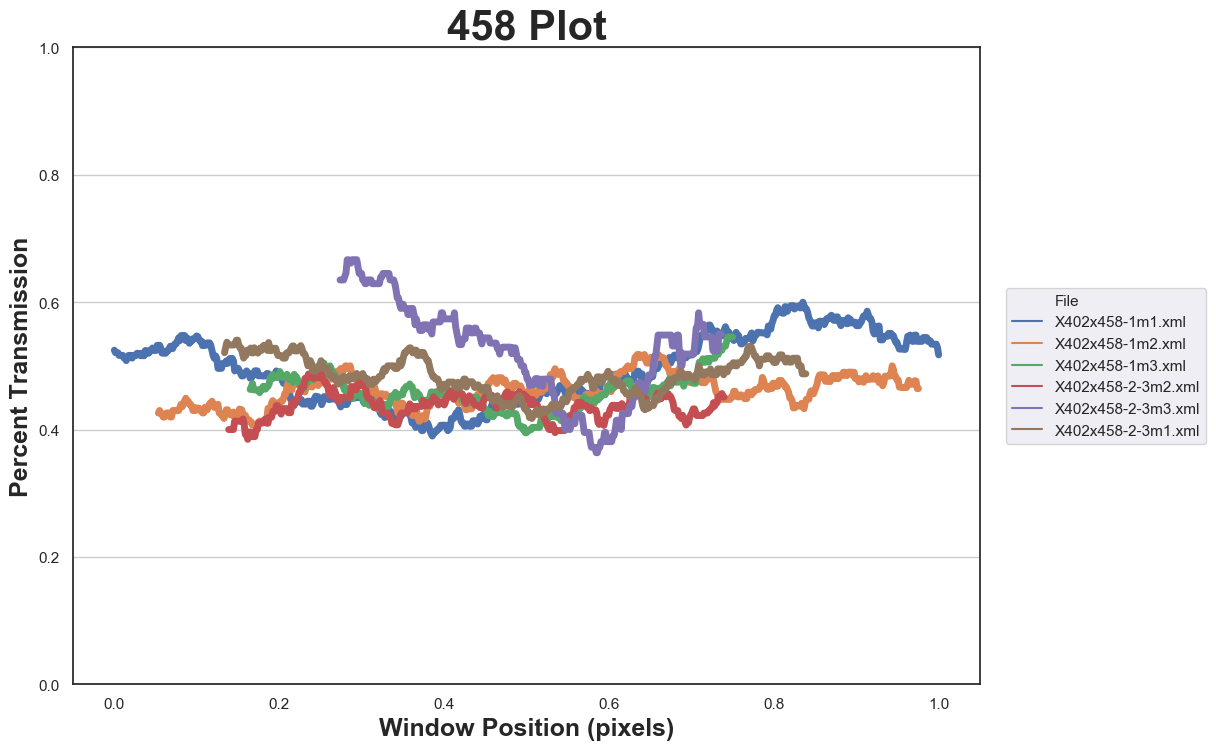 458 Plot
1.0
0.8
0.6
0.4
0.2
0.0
Percent Transmission
0.0 0.2 0.4 0.6 0.8 1.0
Window Position (pixels)
File
X402x458-1m1.xml
X402x458-1m2.xml
X402x458-1m3.xml
X402x458-2-3m2.xml
X402x458-2-3m3.xml
X402x458-2-3m1.xml